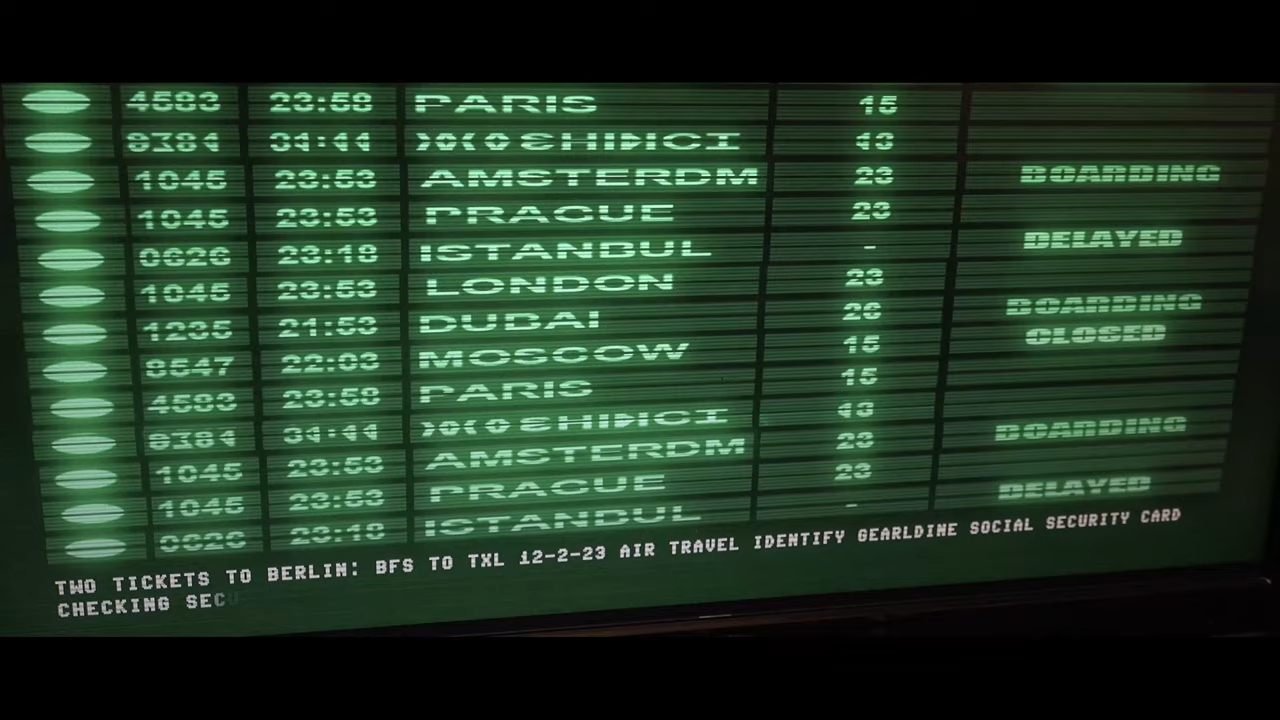 4583 23:58 PARIS 15
8384
1045 23:53 AMSTERDM 23 BOARDING
1045 23:53 PRAGUE 23
0626 23:18 ISTANBUL - DELAYED
1045 23:53 LONDON 23
1235 21:53 DUBAI 26 BOARDING
8547 22:03 MOSCOW 15 CLOSED
4583 23:58 PARIS 15
8384
1045 23:53 AMSTERDM 23 BOARDING
1045 23:53 PRAGUE 23
0626 23:18 ISTANBUL - DELAYED
TWO TICKETS TO BERLIN: BFS TO TXL 12-2-23 AIR TRAVEL IDENTIFY GEARLDINE SOCIAL SECURITY CARD
CHECKING SECU